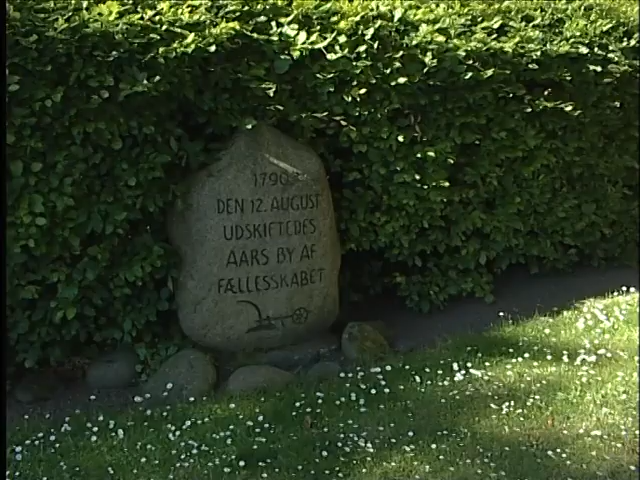 1790
DEN 12. AUGUST
UDSKIFTEDES
AARS BY AF
FÆLLESSKABET